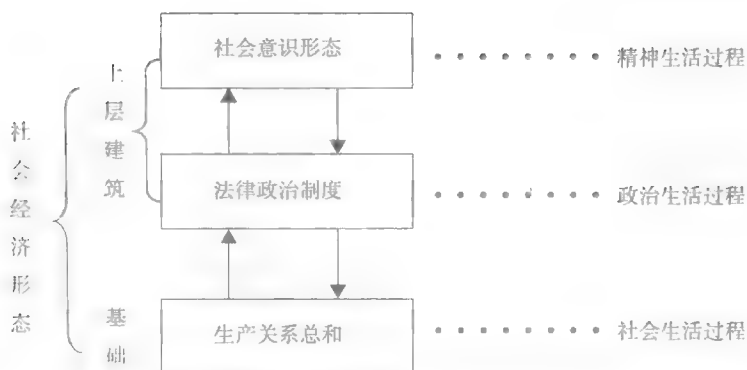 社会意识形态
精神生活过程
上层建筑
社会经济形态
法律政治制度
政治生活过程
基础
生产关系总和
社会生活过程